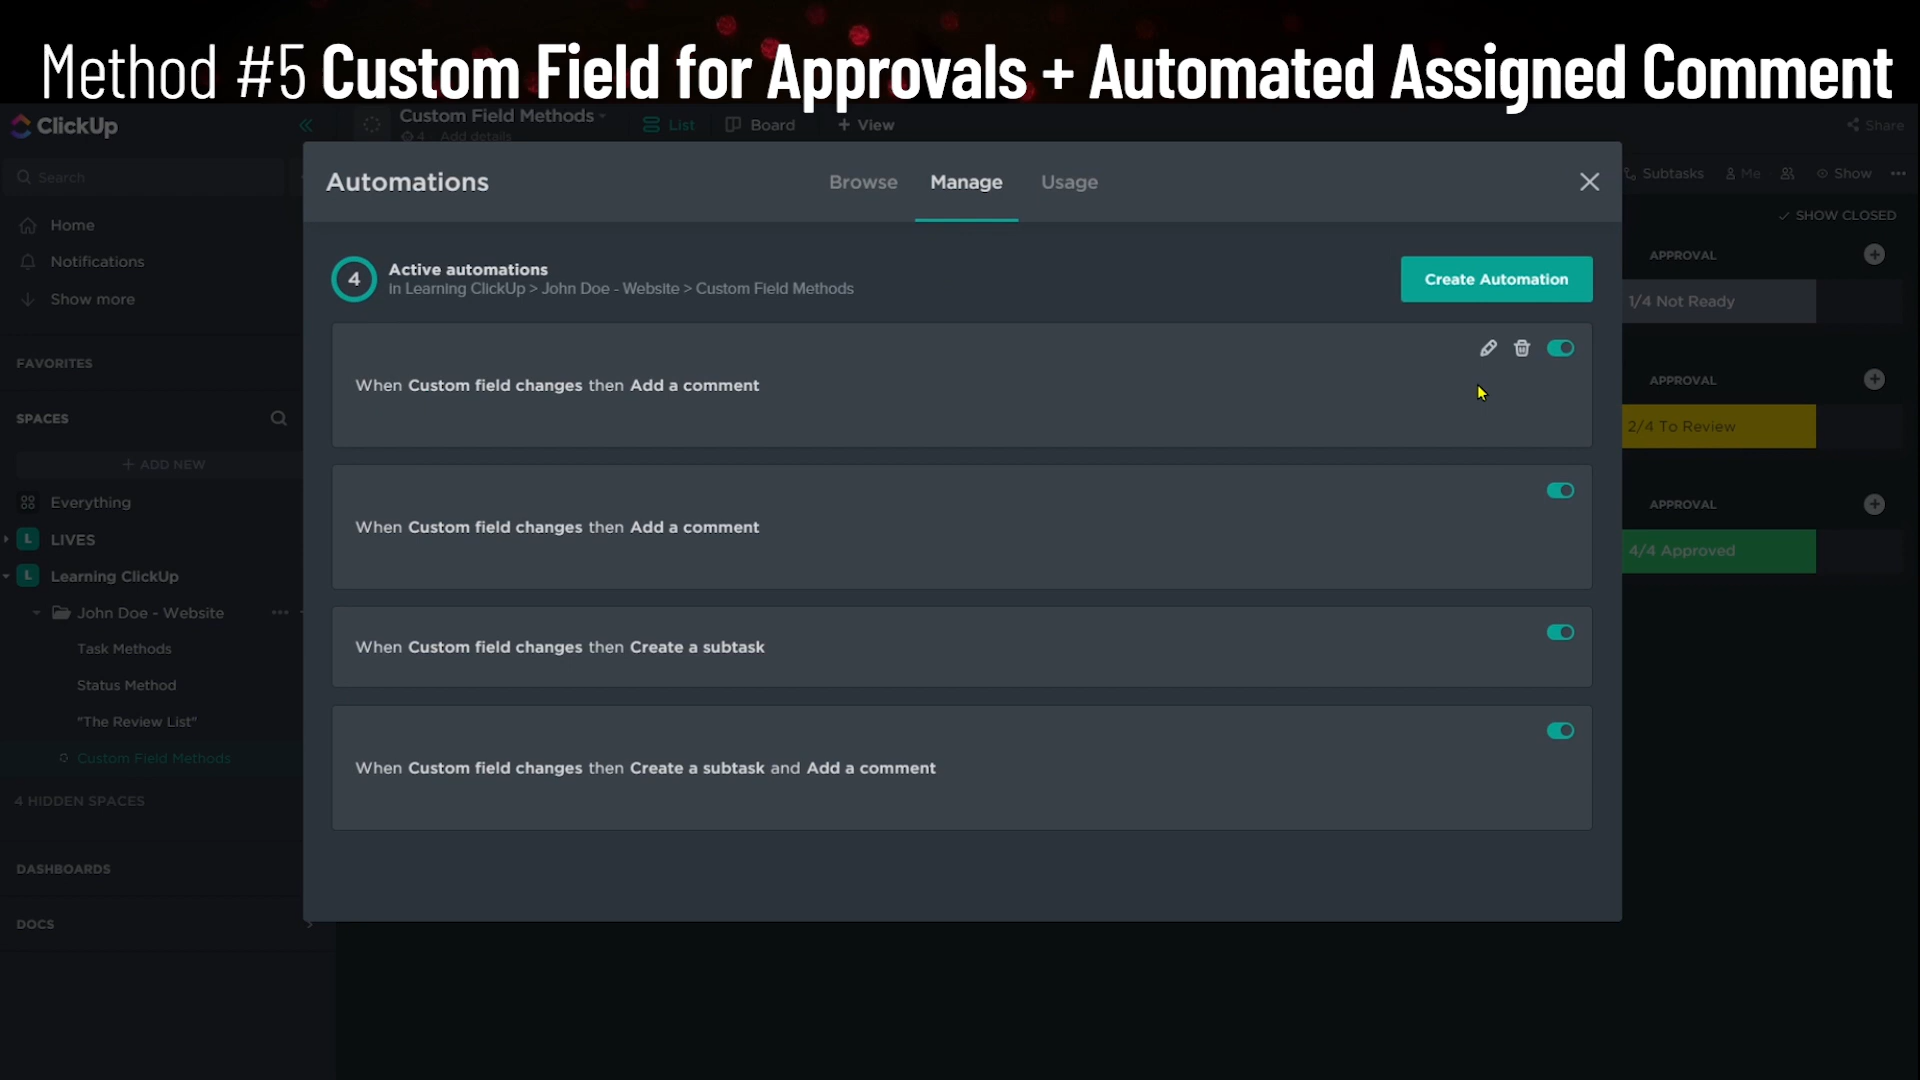 Method #5 Custom Field for Approvals + Automated Assigned Comment
ClickUp
Custom Field Methods
4 Add details
List
Board
+ View
Share
Search
Automations
Browse
Manage
Usage
Subtasks
Me
Show
SHOW CLOSED
Home
Notifications
Show more
4
Active automations
In Learning ClickUp > John Doe - Website > Custom Field Methods
Create Automation
APPROVAL
1/4 Not Ready
FAVORITES
When Custom field changes then Add a comment
APPROVAL
2/4 To Review
SPACES
+ ADD NEW
Everything
When Custom field changes then Add a comment
APPROVAL
4/4 Approved
L LIVES
L Learning ClickUp
John Doe - Website
Task Methods
When Custom field changes then Create a subtask
Status Method
"The Review List"
Custom Field Methods
When Custom field changes then Create a subtask and Add a comment
4 HIDDEN SPACES
DASHBOARDS
DOCS